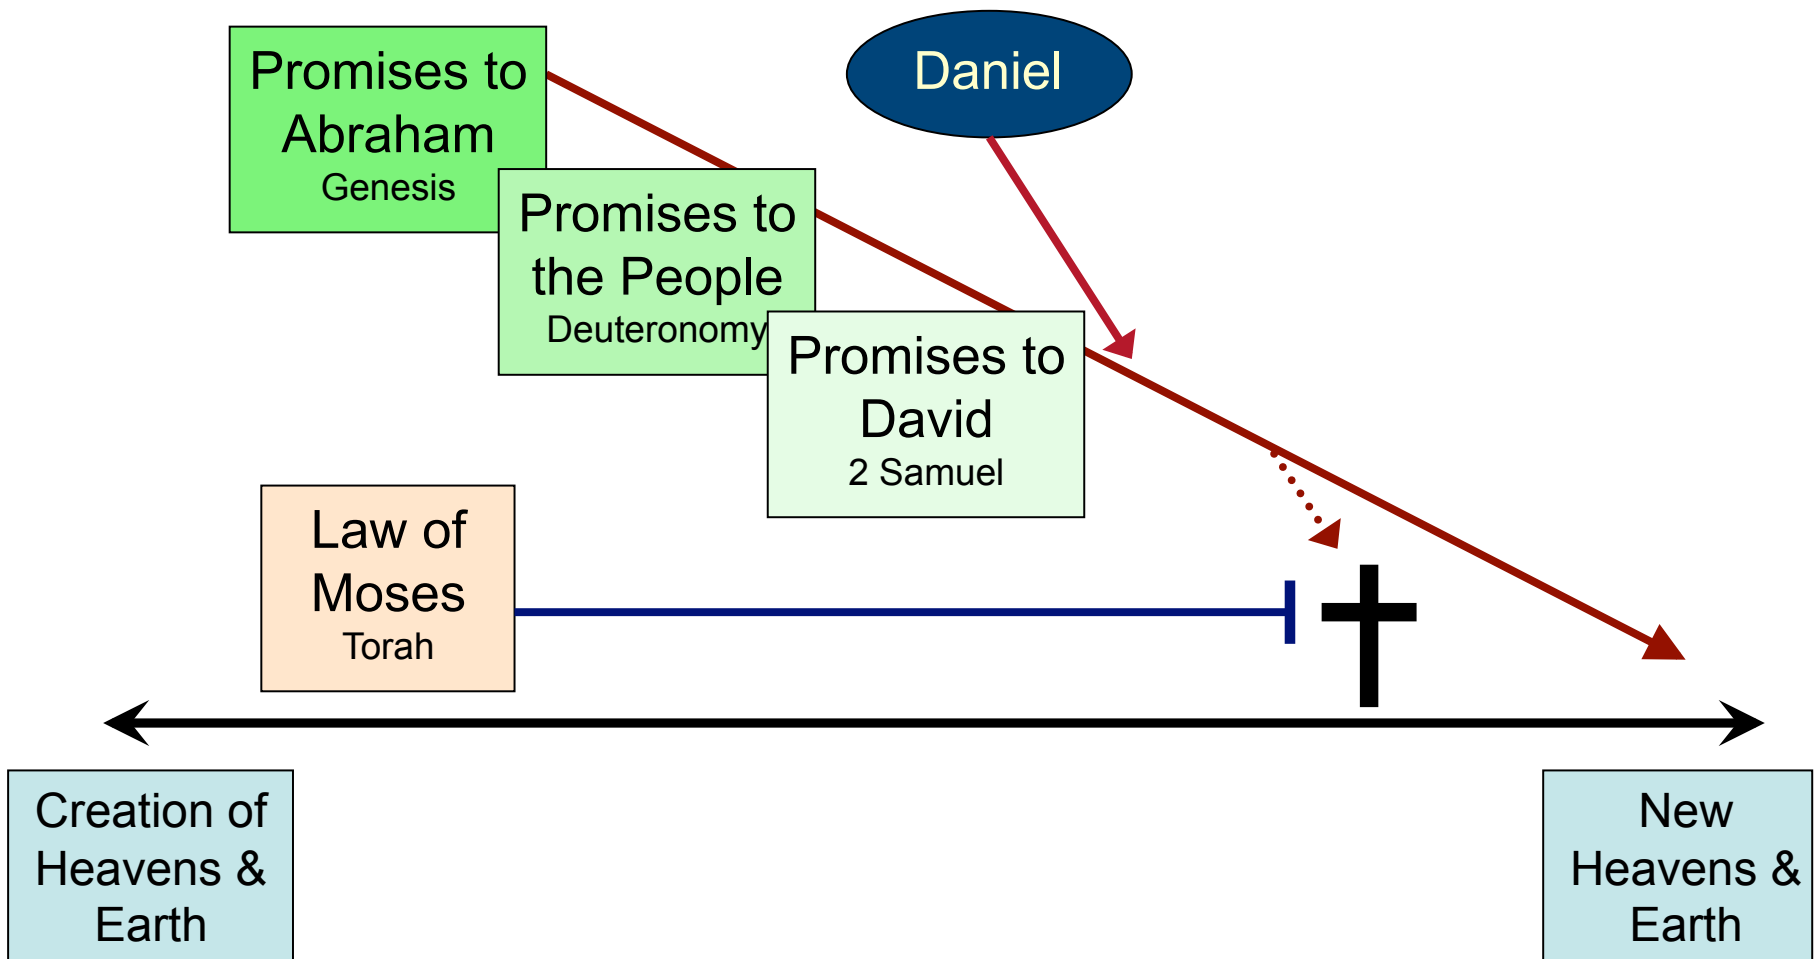 Promises to
Abraham
Genesis
Daniel
Promises to
the People
Deuteronomy
Promises to
David
2 Samuel
Law of
Moses
Torah
Creation of
Heavens &
Earth
New
Heavens &
Earth